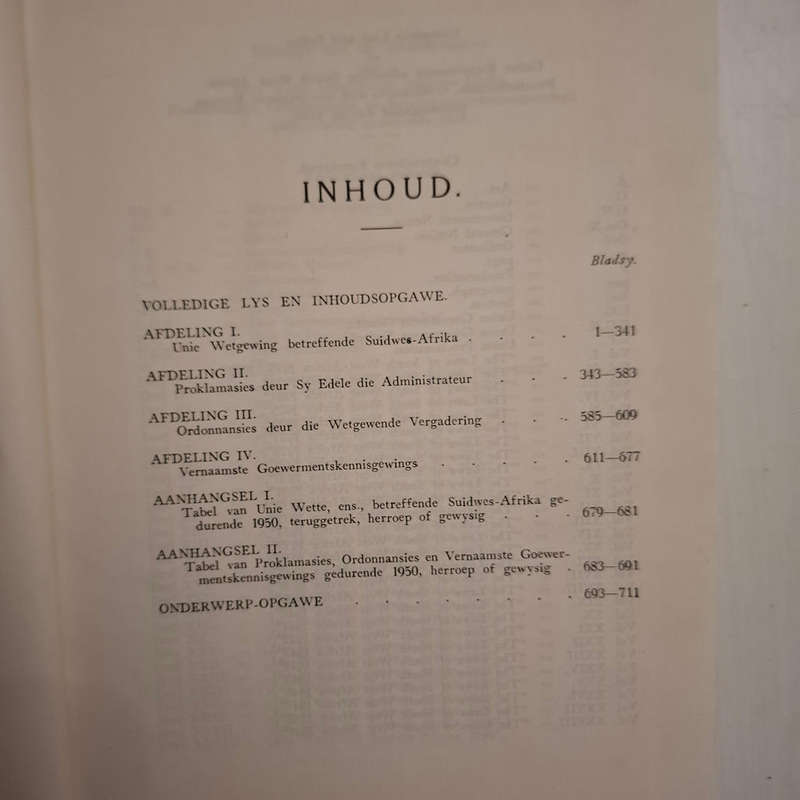 INHOUD.
Bladsy.
VOLLEDIGE LYS EN INHOUDSOPGAWE.
AFDELING I.
Unie Wetgewing betreffende Suidwes-Afrika . . . . 1—341
AFDELING II.
Proklamasies deur Sy Edele die Administrateur . . . 343—583
AFDELING III.
Ordonnansies deur die Wetgewende Vergadering . . . 585—609
AFDELING IV.
Vernaamste Goewermentskennisgewings . . . . . 611—677
AANHANGSEL I.
Tabel van Unie Wette, ens., betreffende Suidwes-Afrika ge-
durende 1950, teruggetrek, herroep of gewysig . . . 679—681
AANHANGSEL II.
Tabel van Proklamasies, Ordonnansies en Vernaamste Goewer-
mentskennisgewings gedurende 1950, herroep of gewysig . 683—691
ONDERWERP-OPGAWE . . . . . . . . 693—711